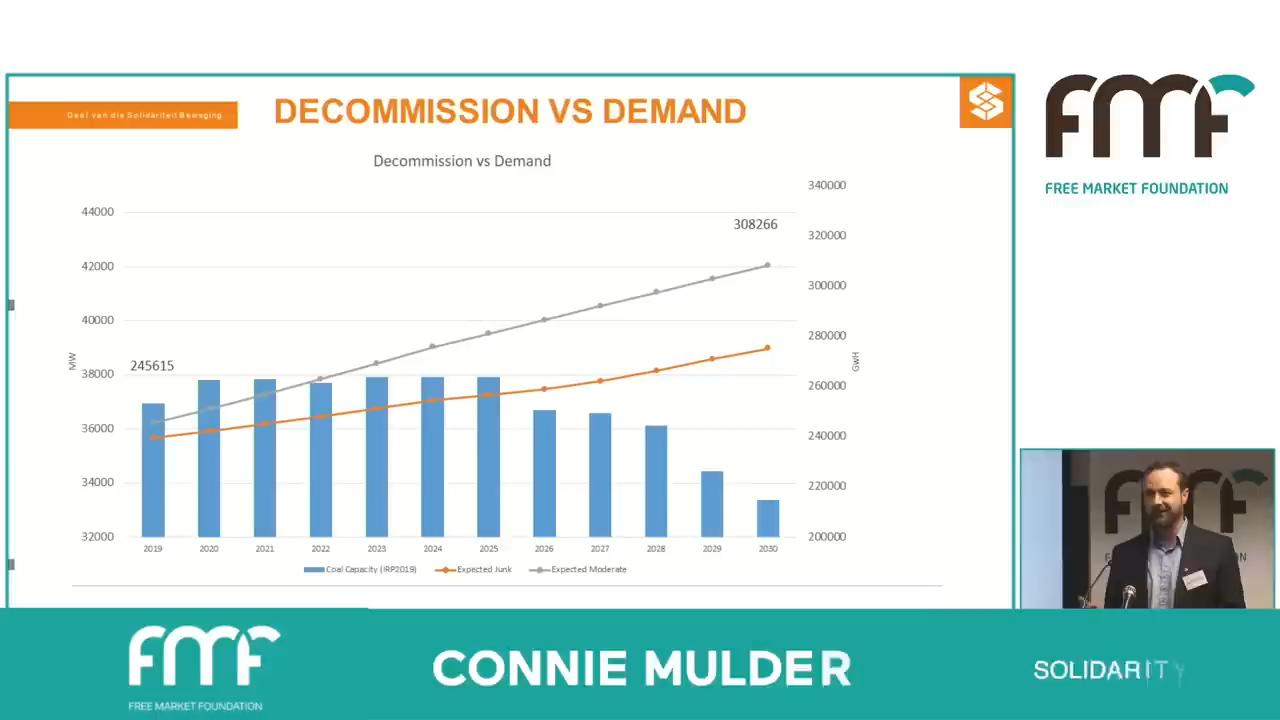 Deel van die Solidariteit Beweging
DECOMMISSION VS DEMAND
Decommission vs Demand
MW
44000
42000
40000
38000
36000
34000
32000
245615
308266
340000
320000
300000
280000
260000
240000
220000
200000
GwH
2019 2020 2021 2022 2023 2024 2025 2026 2027 2028 2029 2030
Coal Capacity (IRP2019) Expected Junk Expected Moderate
FMF
FREE MARKET FOUNDATION
FMF
FMF
FREE MARKET FOUNDATION
CONNIE MULDER
SOLIDARITY